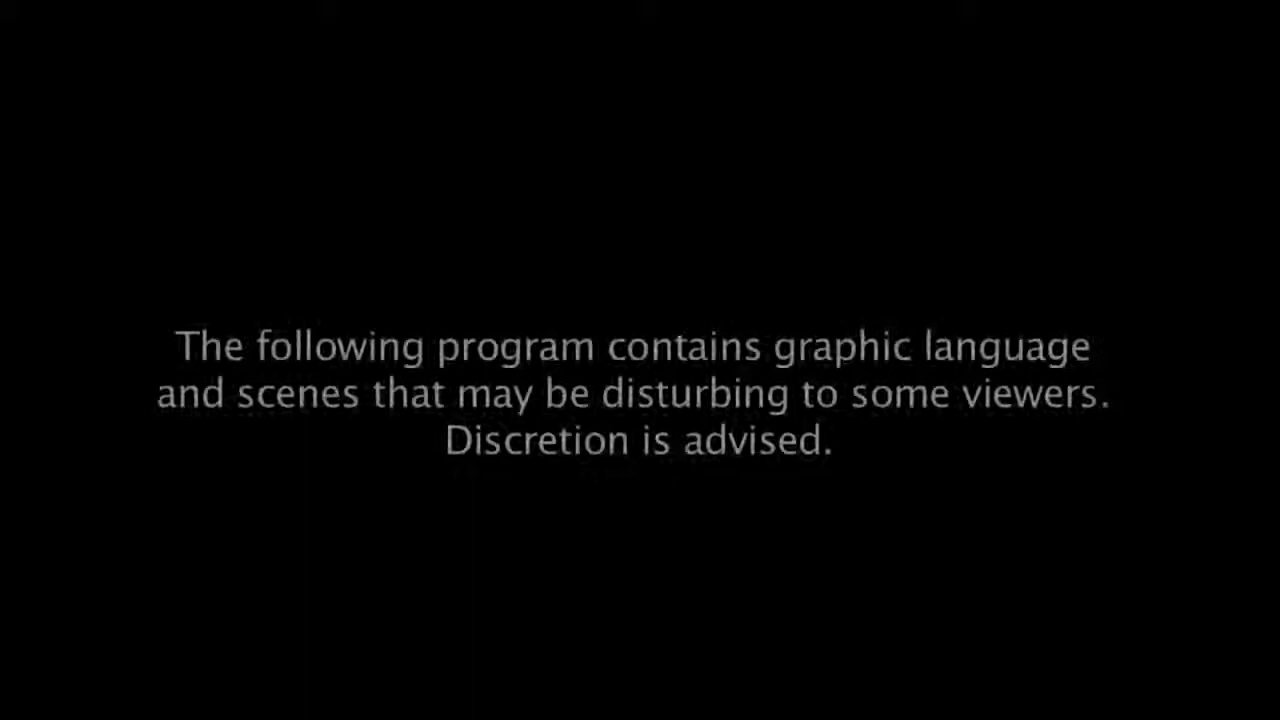 The following program contains graphic language
and scenes that may be disturbing to some viewers.
Discretion is advised.